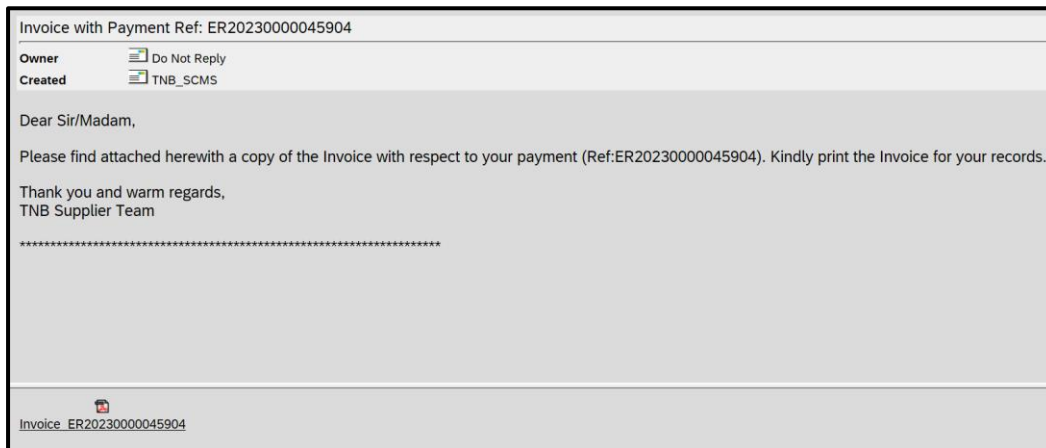 Invoice with Payment Ref: ER20230000045904
Owner Do Not Reply
Created TNB_SCMS
Dear Sir/Madam,
Please find attached herewith a copy of the Invoice with respect to your payment (Ref:ER20230000045904). Kindly print the Invoice for your records.
Thank you and warm regards,
TNB Supplier Team
**********************************************************************
Invoice_ER20230000045904